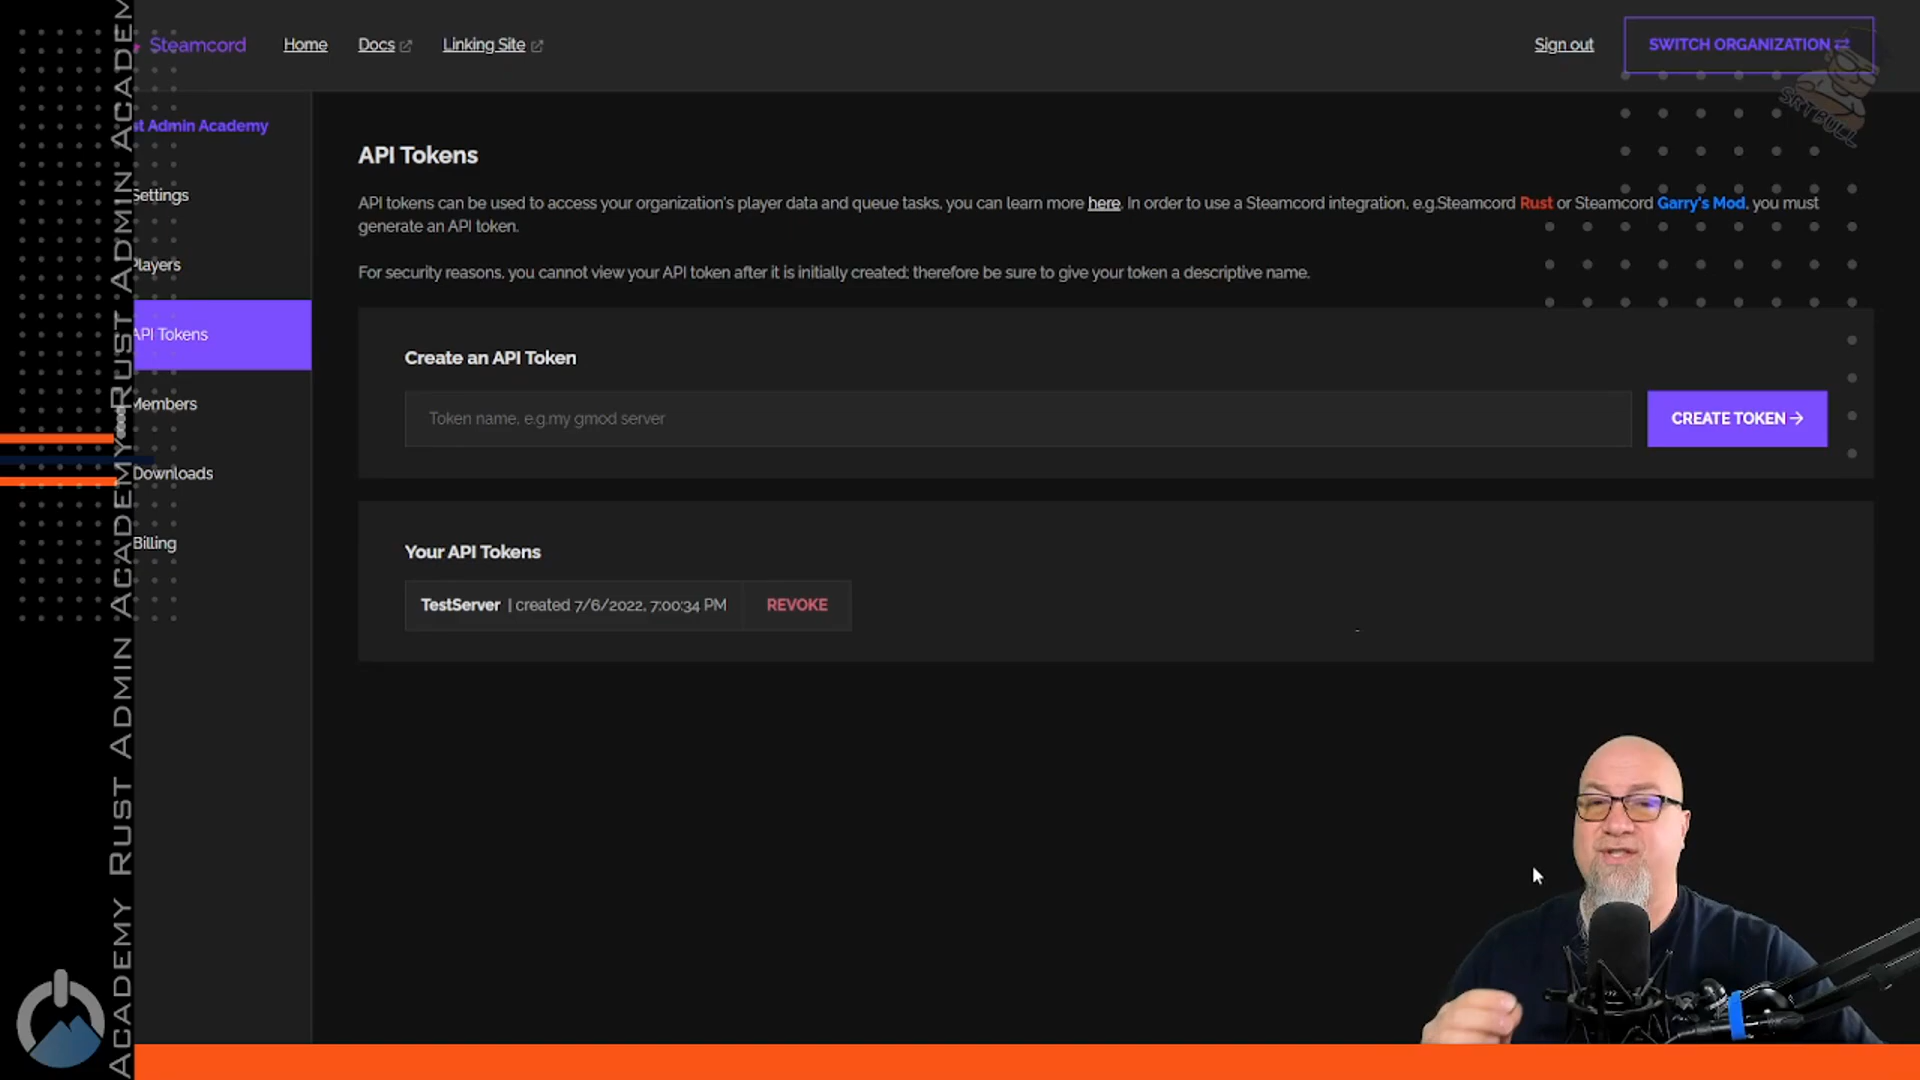 Steamcord
Home
Docs
Linking Site
Sign out
SWITCH ORGANIZATION
SRTBULL
st Admin Academy
Settings
Players
API Tokens
Members
Downloads
Billing
API Tokens
API tokens can be used to access your organization's player data and queue tasks, you can learn more here. In order to use a Steamcord integration, e.g.Steamcord Rust or Steamcord Garry's Mod, you must
generate an API token.
For security reasons, you cannot view your API token after it is initially created; therefore be sure to give your token a descriptive name.
Create an API Token
Token name, e.g.my gmod server
CREATE TOKEN
Your API Tokens
TestServer | created 7/6/2022, 7:00:34 PM
REVOKE
ACADEMY RUST ADMIN ACADEMY RUST ADMIN ACADEM